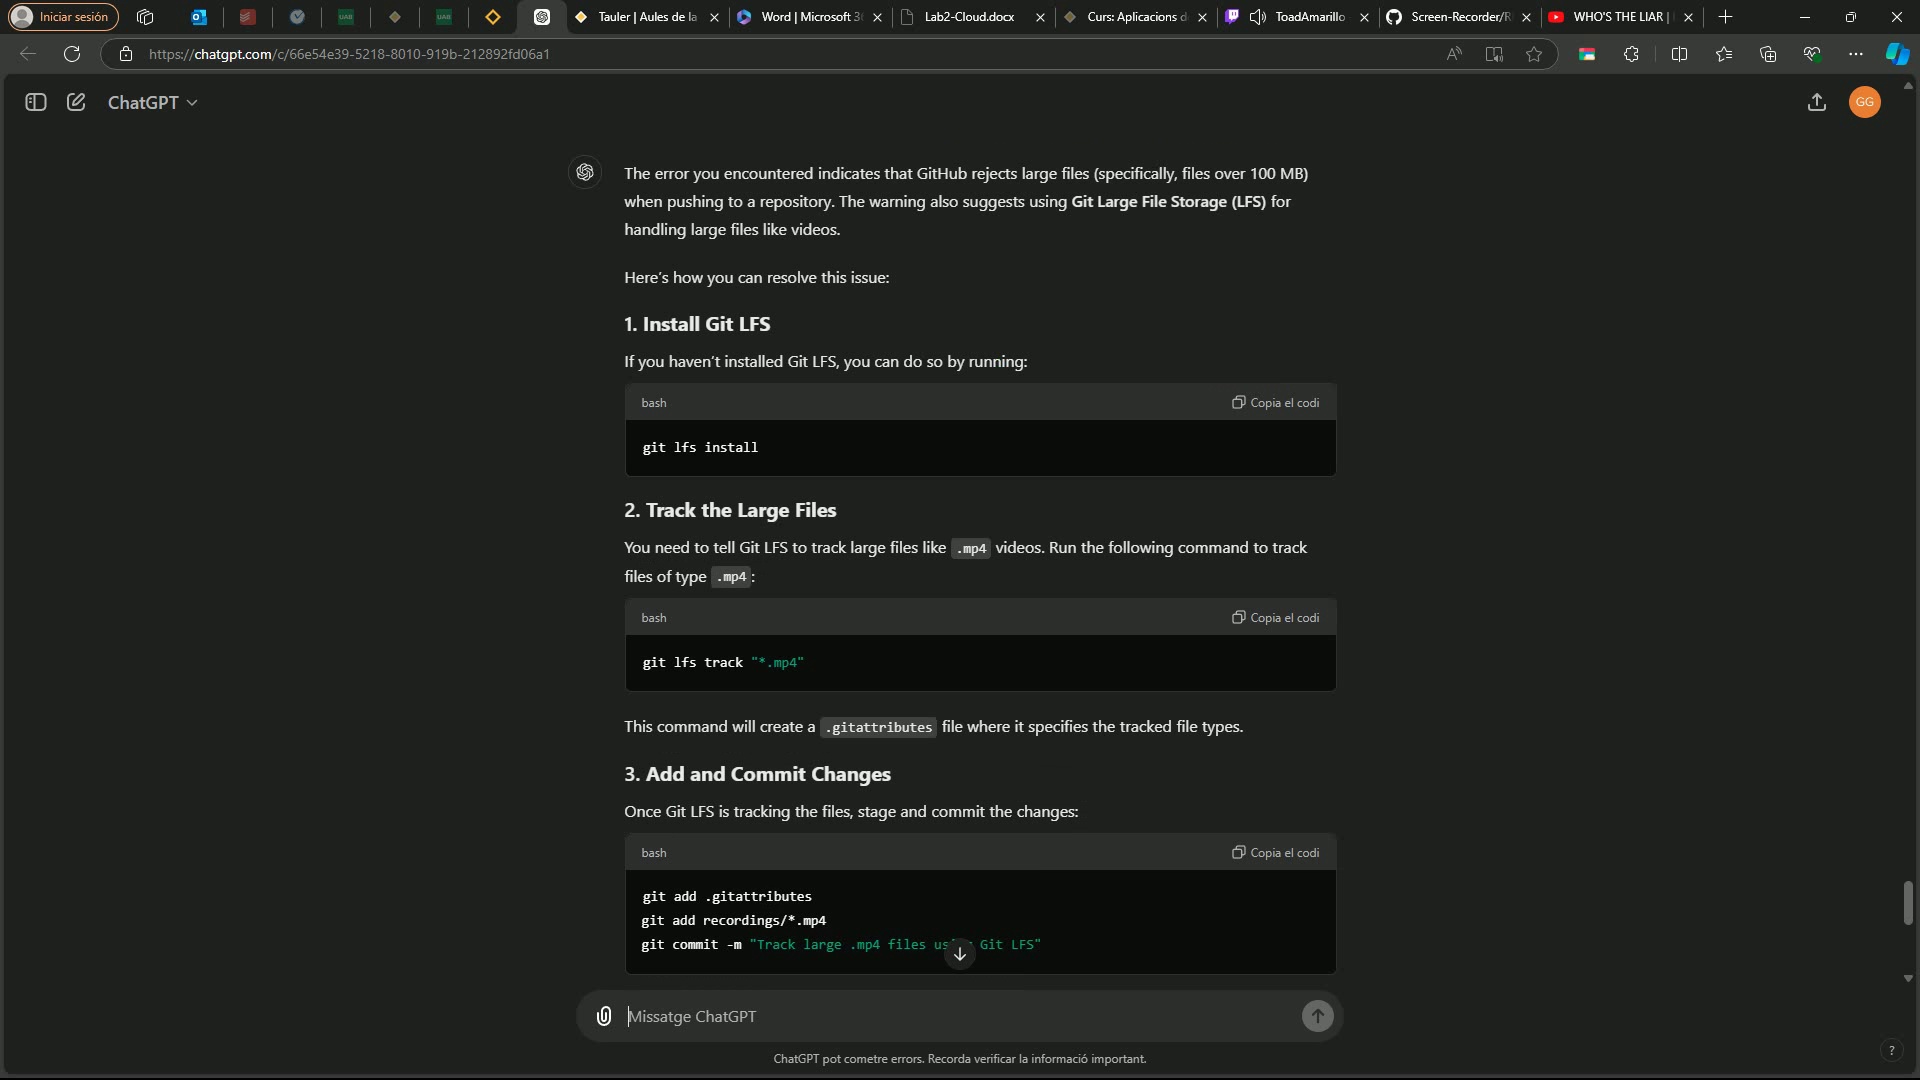 Iniciar sesión
UAB
UAB
Tauler | Aules de la
Word | Microsoft 3
Lab2-Cloud.docx
Curs: Aplicacions d
ToadAmarillo
Screen-Recorder/R
WHO'S THE LIAR |
https://chatgpt.com/c/66e54e39-5218-8010-919b-212892fd06a1
ChatGPT
GG
The error you encountered indicates that GitHub rejects large files (specifically, files over 100 MB)
when pushing to a repository. The warning also suggests using Git Large File Storage (LFS) for
handling large files like videos.
Here's how you can resolve this issue:
1. Install Git LFS
If you haven't installed Git LFS, you can do so by running:
bash
Copia el codi
git lfs install
2. Track the Large Files
You need to tell Git LFS to track large files like .mp4 videos. Run the following command to track
files of type .mp4:
bash
Copia el codi
git lfs track "*.mp4"
This command will create a .gitattributes file where it specifies the tracked file types.
3. Add and Commit Changes
Once Git LFS is tracking the files, stage and commit the changes:
bash
Copia el codi
git add .gitattributes
git add recordings/*.mp4
git commit -m "Track large .mp4 files us Git LFS"
Missatge ChatGPT
ChatGPT pot cometre errors. Recorda verificar la informació important.
?